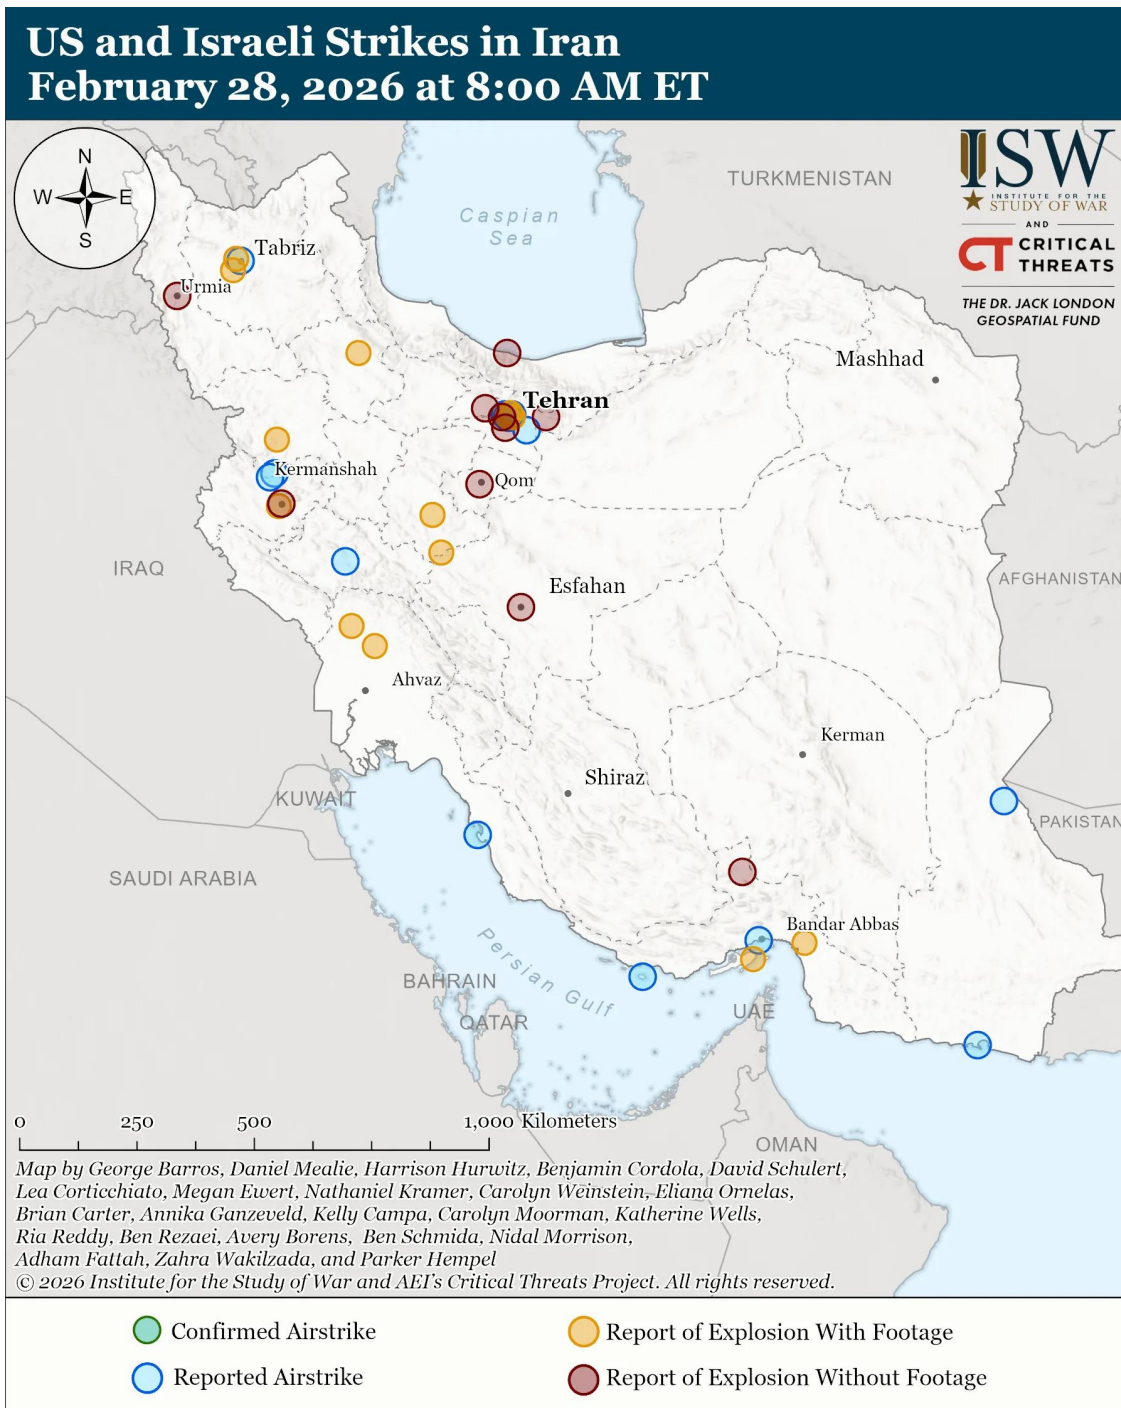 US and Israeli Strikes in Iran
February 28, 2026 at 8:00 AM ET
N
W
E
S
Caspian
Sea
TURKMENISTAN
ISW
INSTITUTE FOR THE
STUDY OF WAR
AND
CT CRITICAL
THREATS
THE DR. JACK LONDON
GEOSPATIAL FUND
Tabriz
Urmia
Mashhad
Tehran
Kermanshah
Qom
IRAQ
Esfahan
AFGHANISTAN
Ahvaz
Kerman
Shiraz
KUWAIT
PAKISTAN
SAUDI ARABIA
Bandar Abbas
Persian Gulf
BAHRAIN
QATAR
UAE
OMAN
0 250 500 1,000 Kilometers
Map by George Barros, Daniel Mealie, Harrison Hurwitz, Benjamin Cordola, David Schulert,
Lea Corticchiato, Megan Ewert, Nathaniel Kramer, Carolyn Weinstein, Eliana Ornelas,
Brian Carter, Annika Ganzeveld, Kelly Campa, Carolyn Moorman, Katherine Wells,
Ria Reddy, Ben Rezaei, Avery Borens, Ben Schmida, Nidal Morrison,
Adham Fattah, Zahra Wakilzada, and Parker Hempel
© 2026 Institute for the Study of War and AEI's Critical Threats Project. All rights reserved.
Confirmed Airstrike
Report of Explosion With Footage
Reported Airstrike
Report of Explosion Without Footage